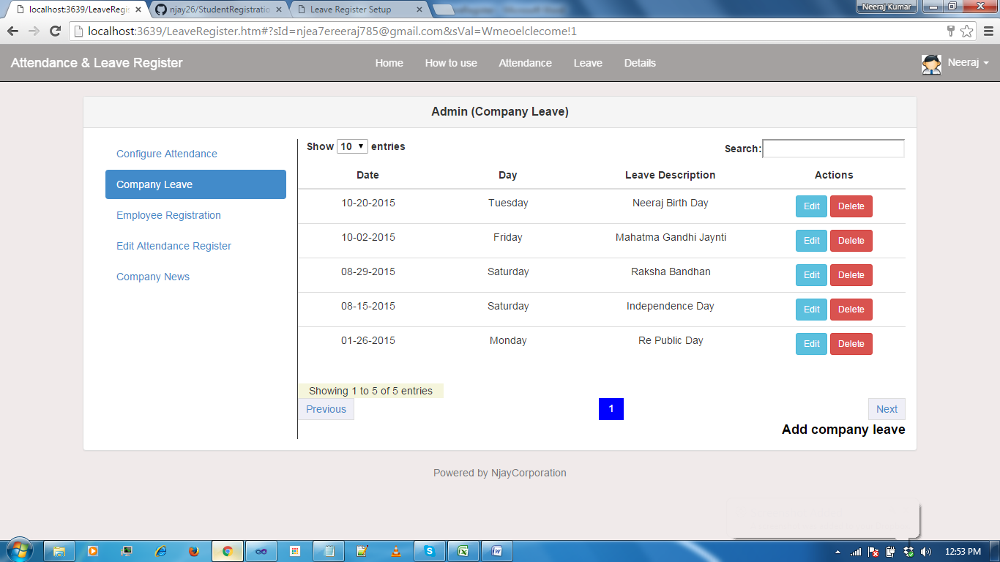 localhost:3639/LeaveRegis
njay26/StudentRegistratio
Leave Register Setup
Neeraj Kumar
localhost:3639/LeaveRegister.htm#?sId=njea7ereeraj785@gmail.com&sVal=Wmeoelclecome!1
Attendance & Leave Register
Home
How to use
Attendance
Leave
Details
Neeraj
Admin (Company Leave)
Configure Attendance
Company Leave
Employee Registration
Edit Attendance Register
Company News
Show 10 entries
Search:
Date Day Leave Description Actions
10-20-2015 Tuesday Neeraj Birth Day Edit Delete
10-02-2015 Friday Mahatma Gandhi Jaynti Edit Delete
08-29-2015 Saturday Raksha Bandhan Edit Delete
08-15-2015 Saturday Independence Day Edit Delete
01-26-2015 Monday Re Public Day Edit Delete
Showing 1 to 5 of 5 entries
Previous 1 Next
Add company leave
Powered by NjayCorporation
12:53 PM